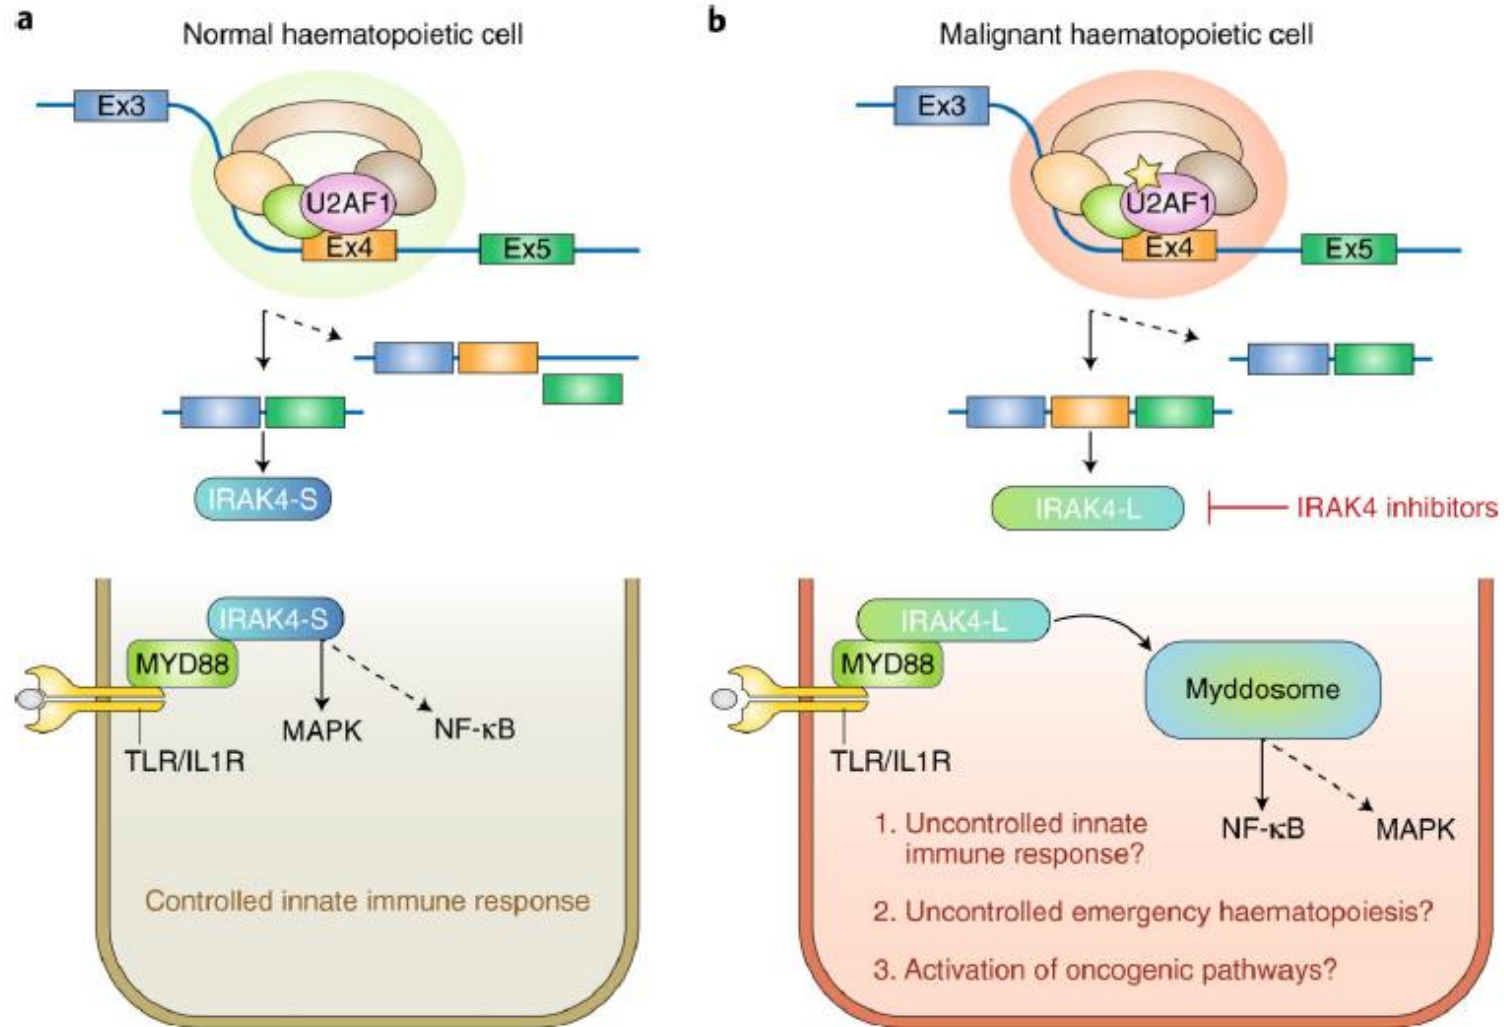 a
Normal haematopoietic cell
Ex3
U2AF1
Ex4
Ex5
IRAK4-S
IRAK4-S
MYD88
MAPK
NF-κB
TLR/IL1R
Controlled innate immune response
b
Malignant haematopoietic cell
Ex3
U2AF1
Ex4
Ex5
IRAK4-L
IRAK4 inhibitors
IRAK4-L
MYD88
Myddosome
TLR/IL1R
NF-κB
MAPK
1. Uncontrolled innate
immune response?
2. Uncontrolled emergency haematopoiesis?
3. Activation of oncogenic pathways?